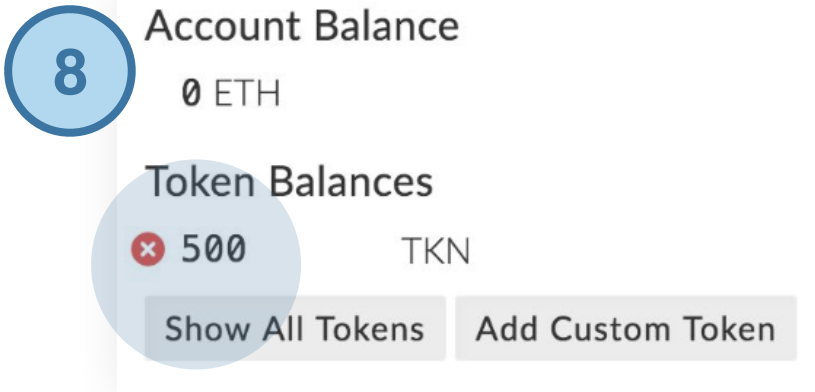 8
Account Balance
0 ETH
Token Balances
500 TKN
Show All Tokens Add Custom Token